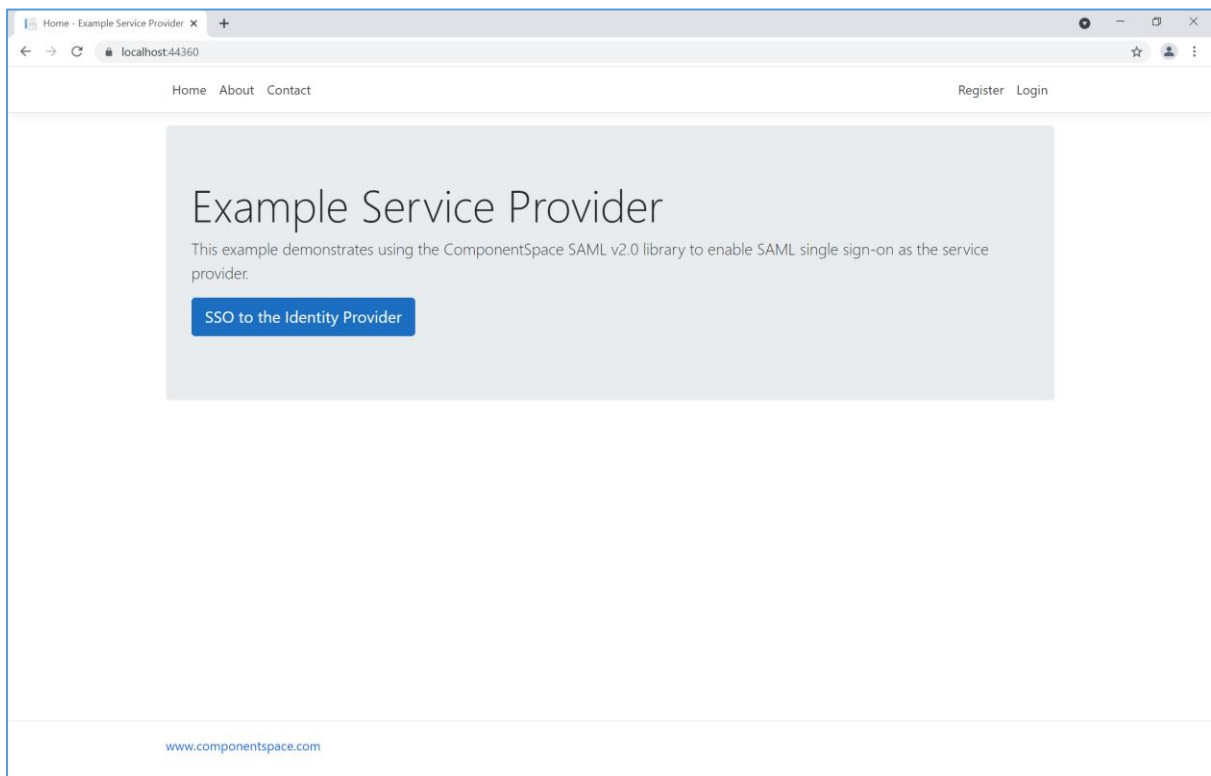 Home - Example Service Provider
localhost:44360
Home About Contact Register Login
Example Service Provider
This example demonstrates using the ComponentSpace SAML v2.0 library to enable SAML single sign-on as the service
provider.
SSO to the Identity Provider
www.componentspace.com